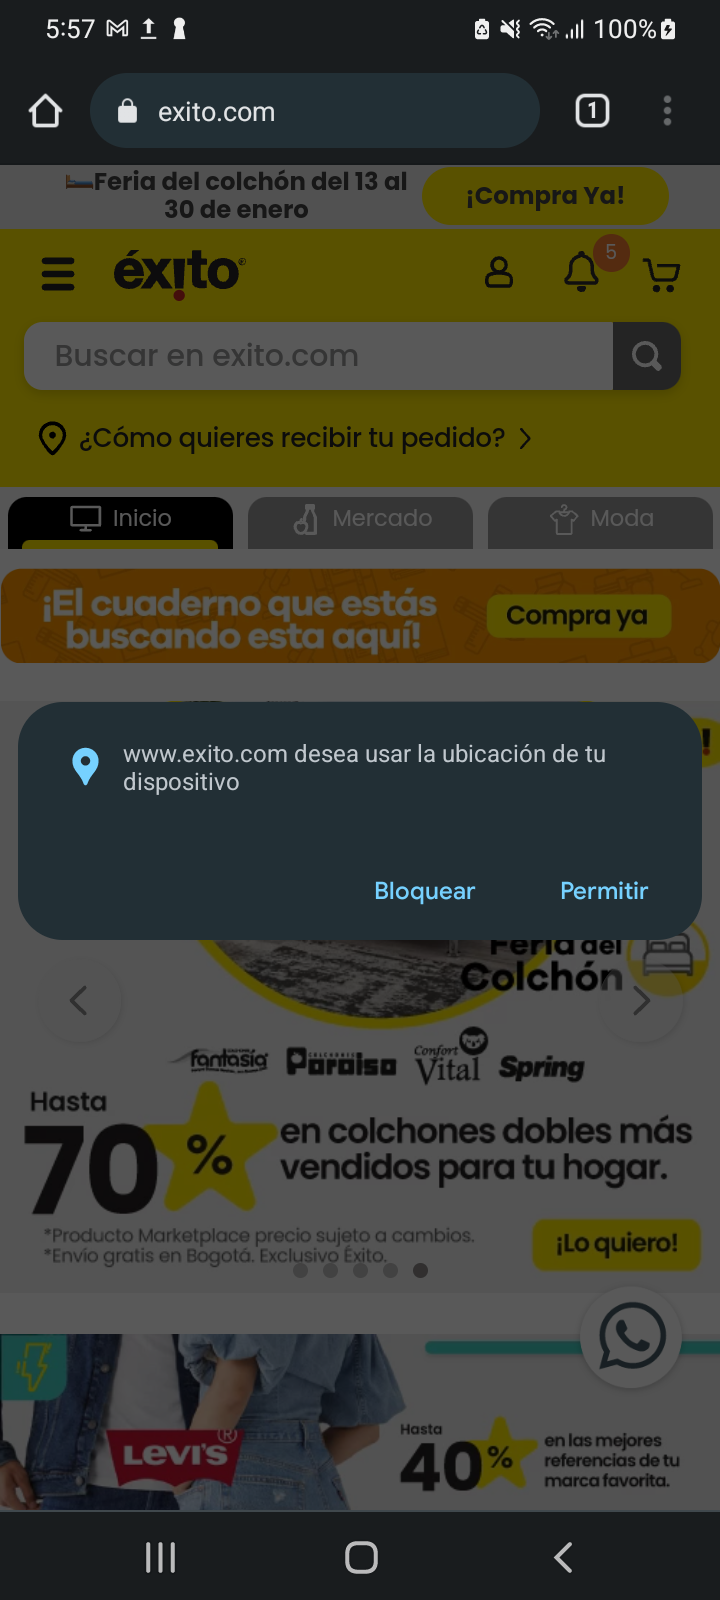 5:57
100%
exito.com
1
Feria del colchón del 13 al
30 de enero
¡Compra Ya!
éxito®
5
Buscar en exito.com
¿Cómo quieres recibir tu pedido?
Inicio
Mercado
Moda
¡El cuaderno que estás
buscando esta aquí!
Compra ya
www.exito.com desea usar la ubicación de tu
dispositivo
Bloquear
Permitir
Feria del
Colchón
fantasía
Paraiso
Confort
Vital
Spring
Hasta
70%
en colchones dobles más
vendidos para tu hogar.
*Producto Marketplace precio sujeto a cambios.
*Envío gratis en Bogotá. Exclusivo Éxito.
¡Lo quiero!
LEVI'S®
Hasta
40%
en las mejores
referencias de tu
marca favorita.